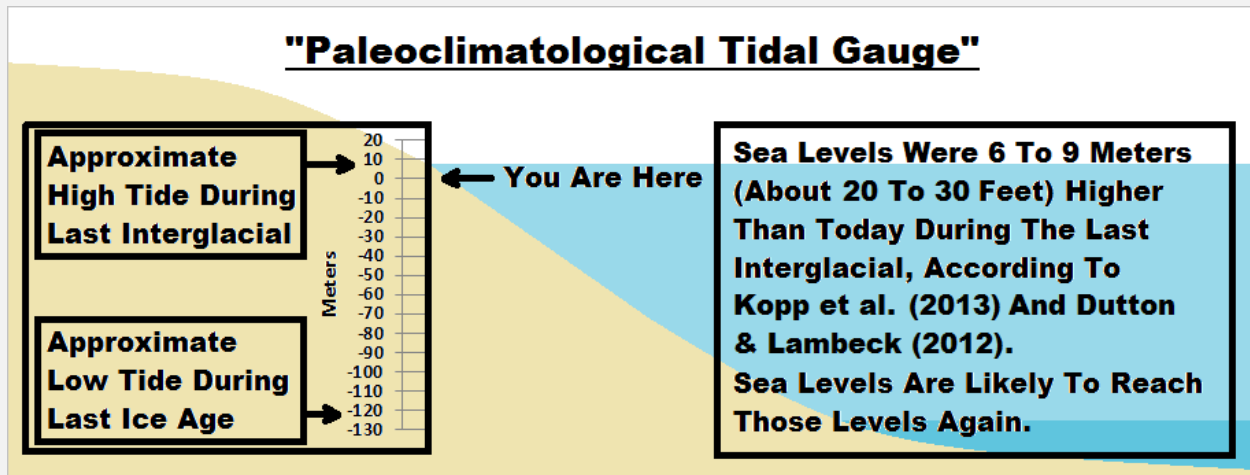 "Paleoclimatological Tidal Gauge"
Approximate
High Tide During
Last Interglacial
Approximate
Low Tide During
Last Ice Age
Meters
20
10
0
-10
-20
-30
-40
-50
-60
-70
-80
-90
-100
-110
-120
-130
You Are Here
Sea Levels Were 6 To 9 Meters
(About 20 To 30 Feet) Higher
Than Today During The Last
Interglacial, According To
Kopp et al. (2013) And Dutton
& Lambeck (2012).
Sea Levels Are Likely To Reach
Those Levels Again.